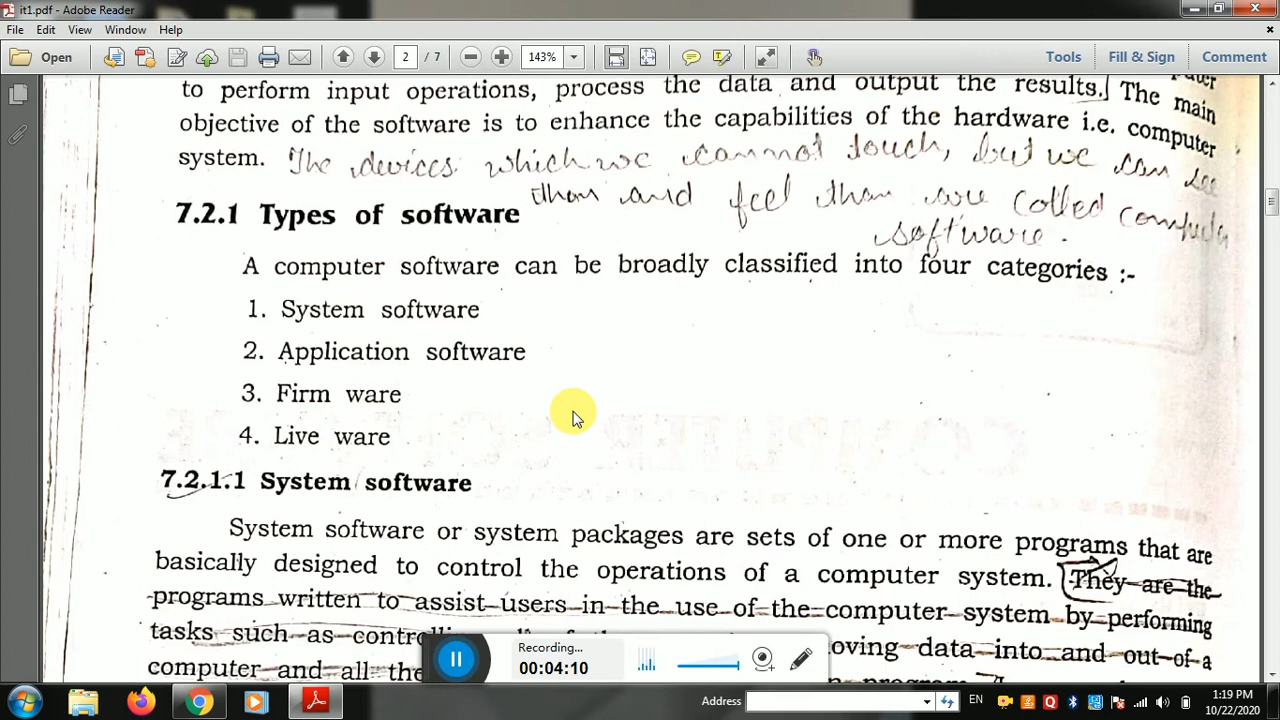 it1.pdf - Adobe Reader
File Edit View Window Help
Open 2 / 7 143% Tools Fill & Sign Comment
to perform input operations, process the data and output the results. The main
objective of the software is to enhance the capabilities of the hardware i.e. computer
system. The devices which we cannot touch, but we can see
than and feel than are called
software.
7.2.1 Types of software
A computer software can be broadly classified into four categories :-
1. System software
2. Application software
3. Firm ware
4. Live ware
7.2.1.1 System software
System software or system packages are sets of one or more programs that are
basically designed to control the operations of a computer system. They are the
programs written to assist users in the use of the computer system by performing
tasks such as oving data into and out of a
computer and all the
Recording...
00:04:10
Address EN 1:19 PM
10/22/2020